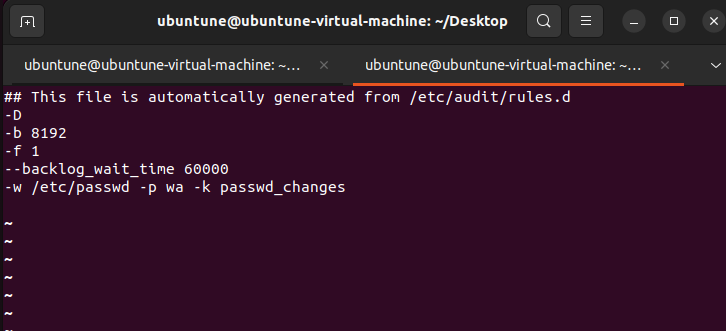 ubuntune@ubuntune-virtual-machine: ~/Desktop
ubuntune@ubuntune-virtual-machine: ~... × ubuntune@ubuntune-virtual-machine: ~... ×
## This file is automatically generated from /etc/audit/rules.d
-D
-b 8192
-f 1
--backlog_wait_time 60000
-w /etc/passwd -p wa -k passwd_changes
~
~
~
~
~
~
~